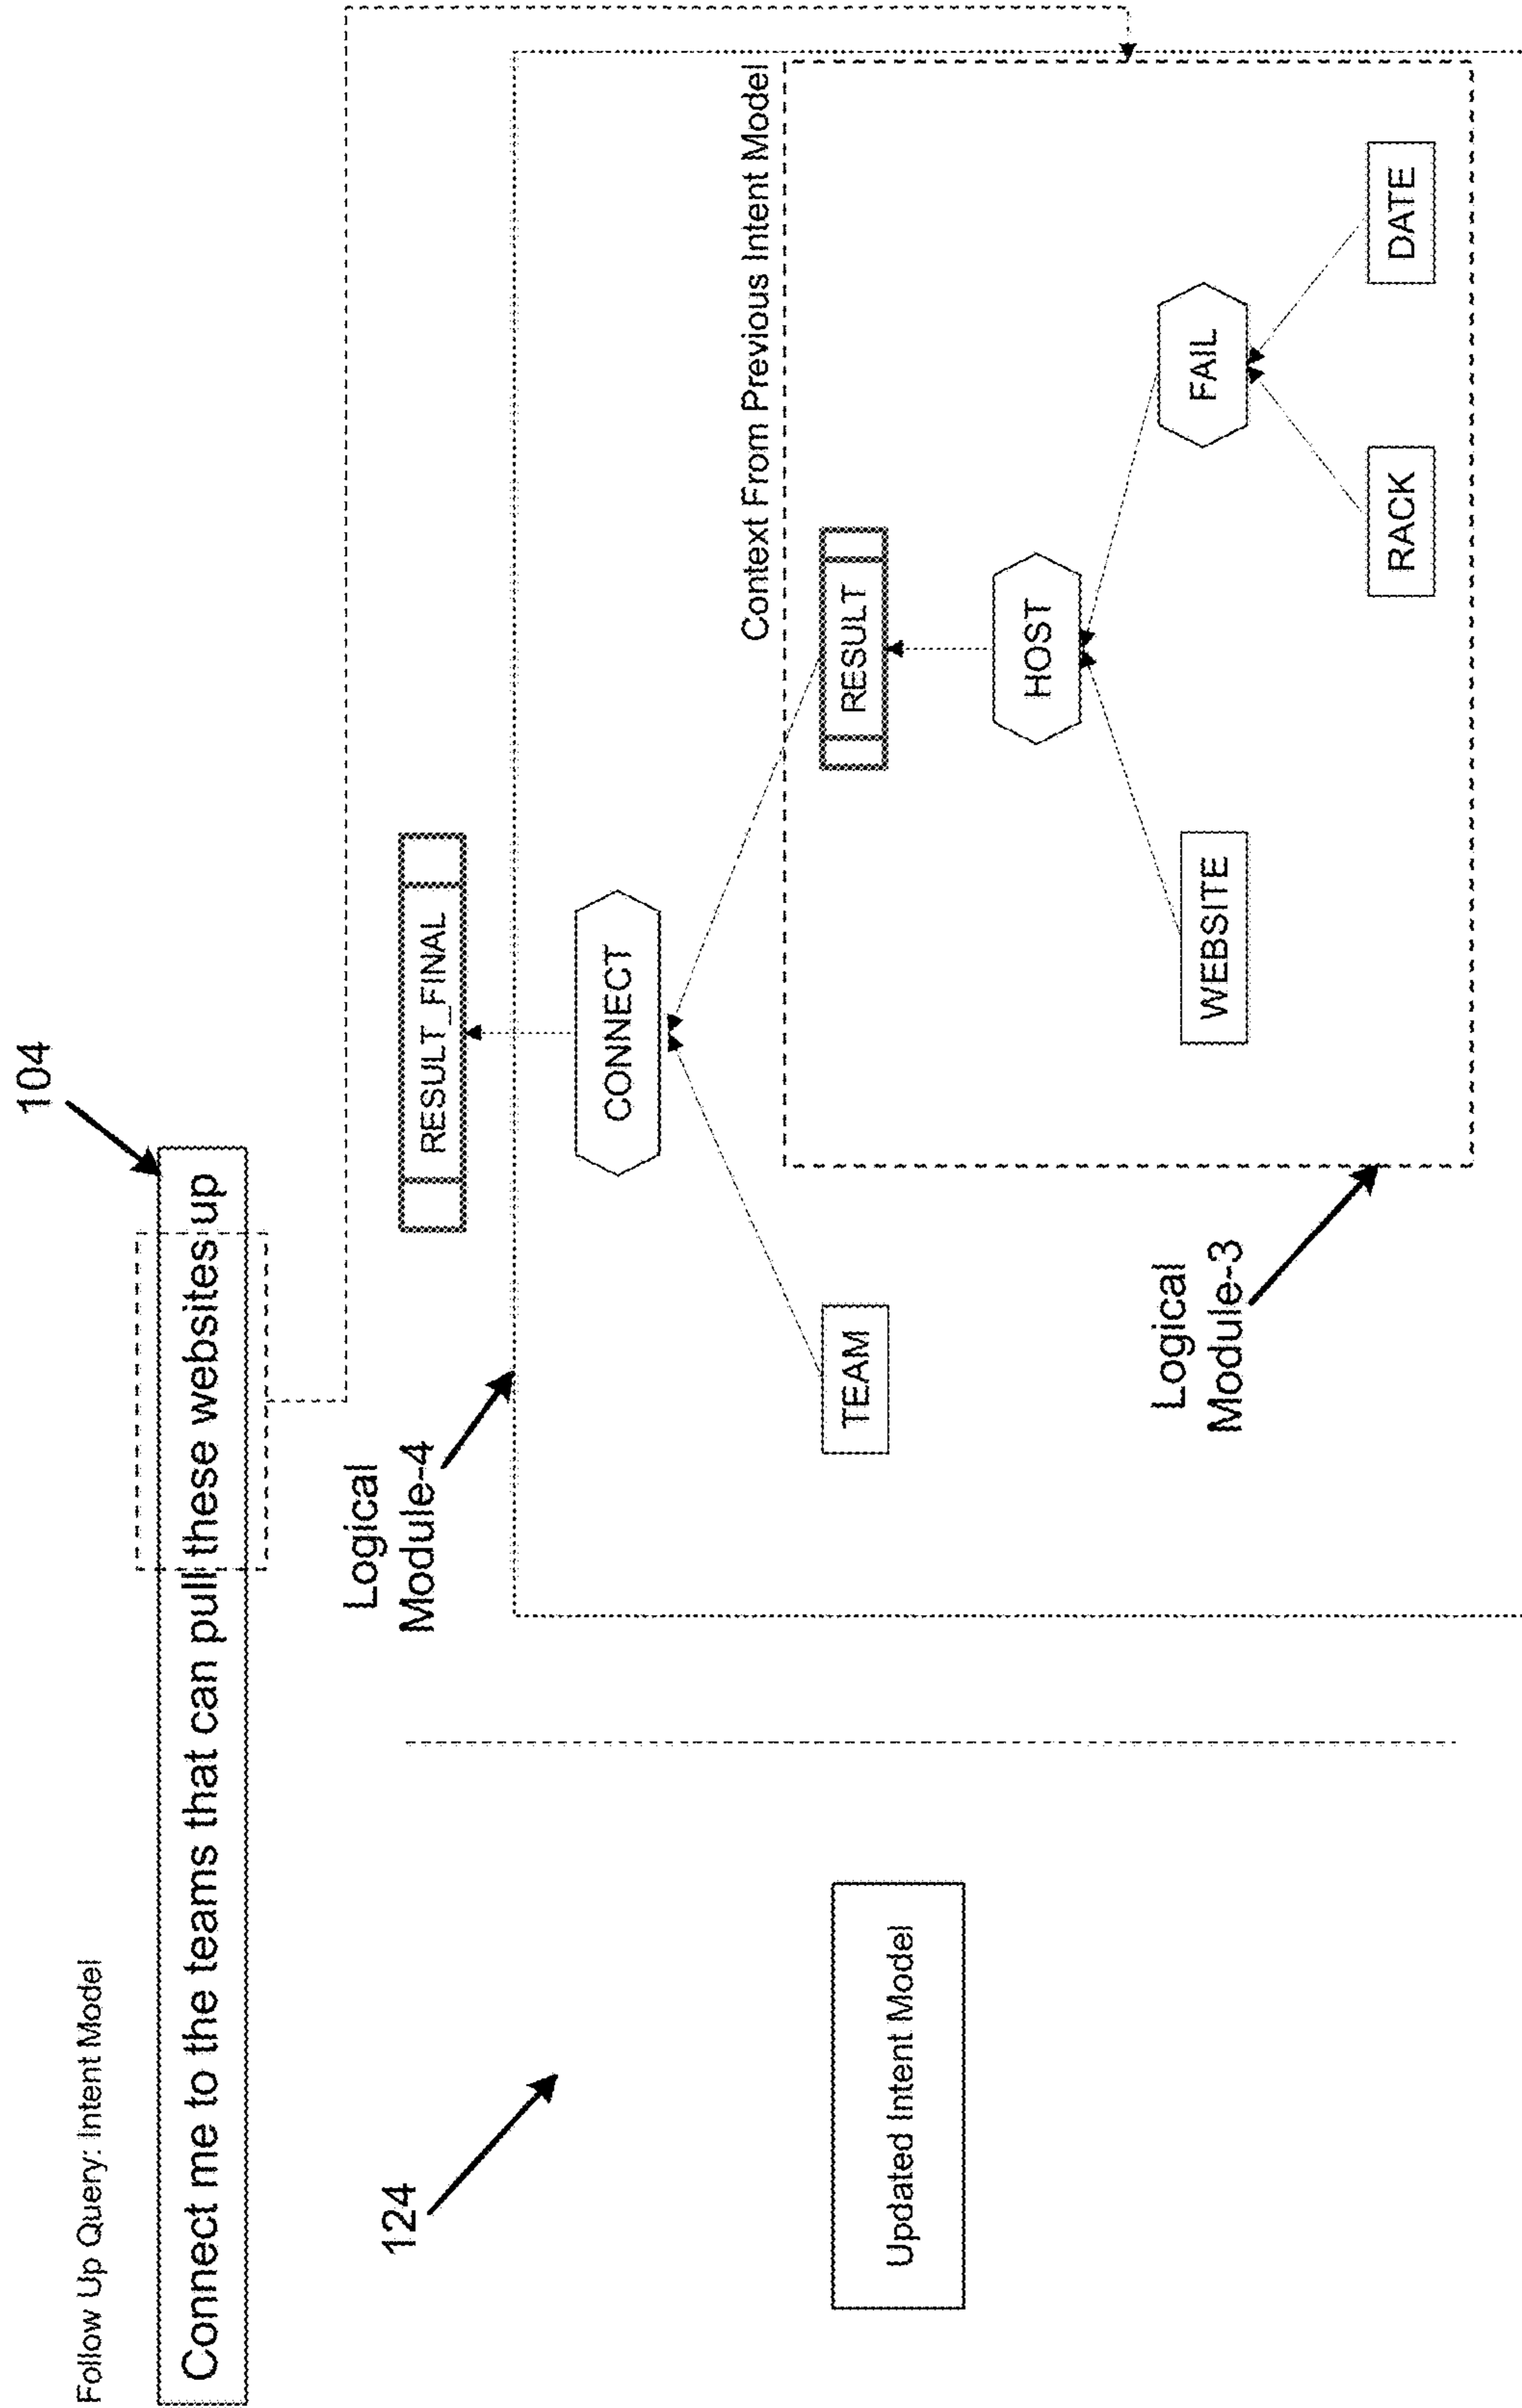 Follow Up Query: Intent Model
104
Connect me to the teams that can pull these websites up
124
Updated Intent Model
Logical
Module-4
RESULT_FINAL
CONNECT
TEAM
Context From Previous Intent Model
RESULT
HOST
WEBSITE
FAIL
RACK
DATE
Logical
Module-3